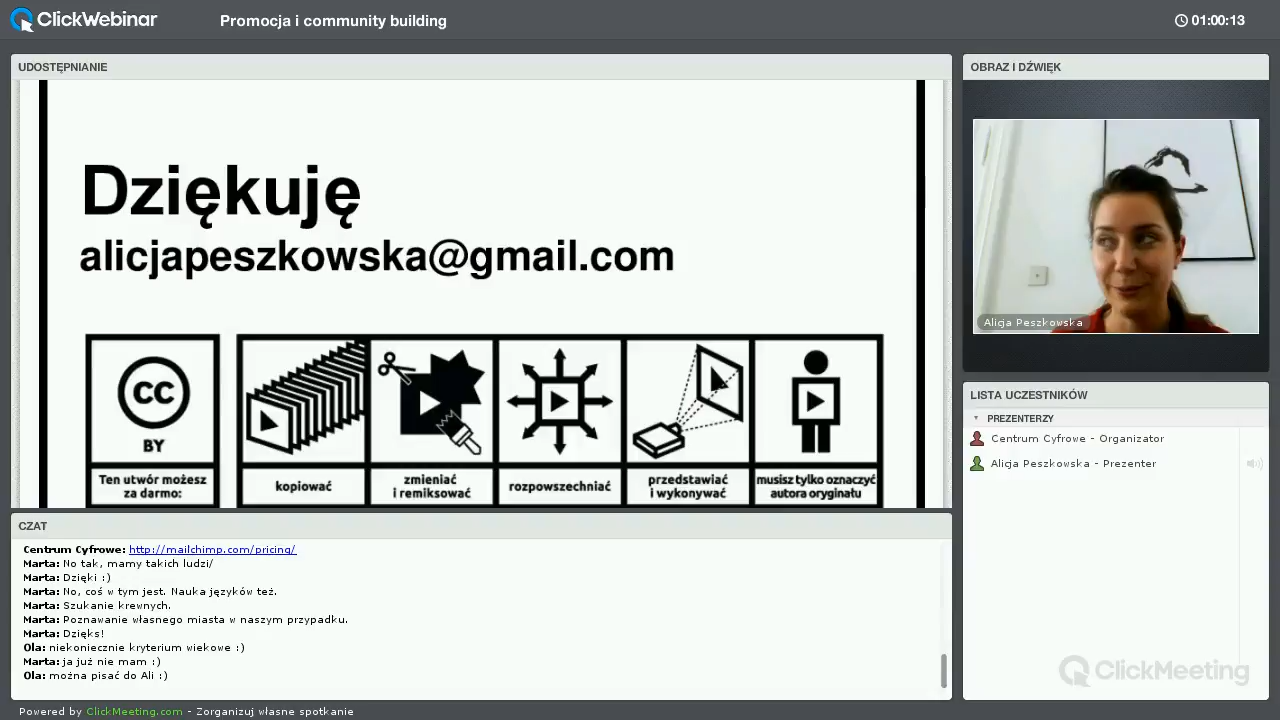 ClickWebinar
Promocja i community building
01:00:13
UDOSTĘPNIANIE
Dziękuję
alicjapeszkowska@gmail.com
CC
BY
Ten utwór możesz
za darmo:
kopiować
zmieniać
i remiksować
rozpowszechniać
przedstawiać
i wykonywać
musisz tylko oznaczyć
autora oryginału
OBRAZ I DŹWIĘK
Alicja Peszkowska
LISTA UCZESTNIKÓW
PREZENTERZY
Centrum Cyfrowe - Organizator
Alicja Peszkowska - Prezenter
ClickMeeting
CZAT
Centrum Cyfrowe: http://mailchimp.com/pricing/
Marta: No tak, mamy takich ludzi/
Marta: Dzięki :)
Marta: No, coś w tym jest. Nauka języków też.
Marta: Szukanie krewnych.
Marta: Poznawanie własnego miasta w naszym przypadku.
Marta: Dzięks!
Ola: niekoniecznie kryterium wiekowe :)
Marta: ja już nie mam :)
Ola: można pisać do Ali :)
Powered by ClickMeeting.com - Zorganizuj własne spotkanie